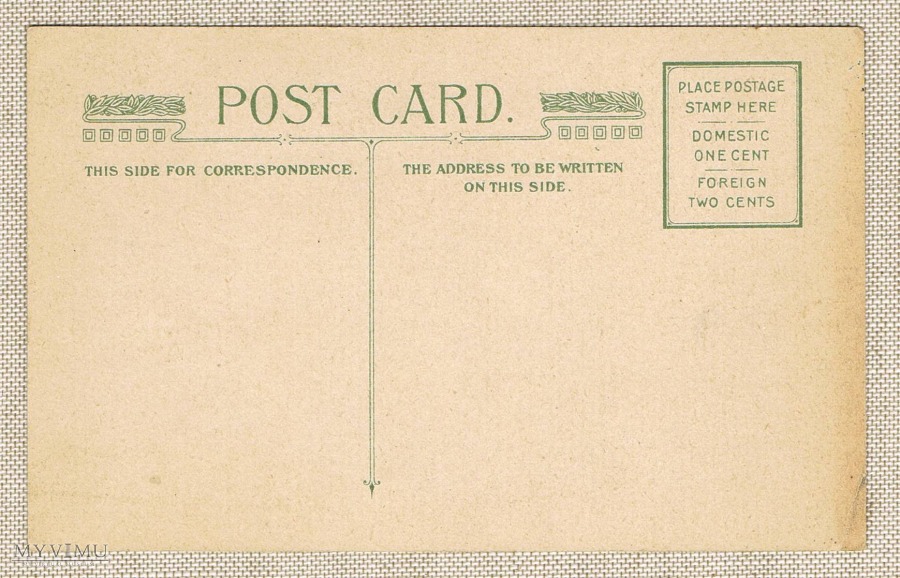 POST CARD.
THIS SIDE FOR CORRESPONDENCE.
THE ADDRESS TO BE WRITTEN
ON THIS SIDE.
PLACE POSTAGE
STAMP HERE
DOMESTIC
ONE CENT
FOREIGN
TWO CENTS
MYVIMU